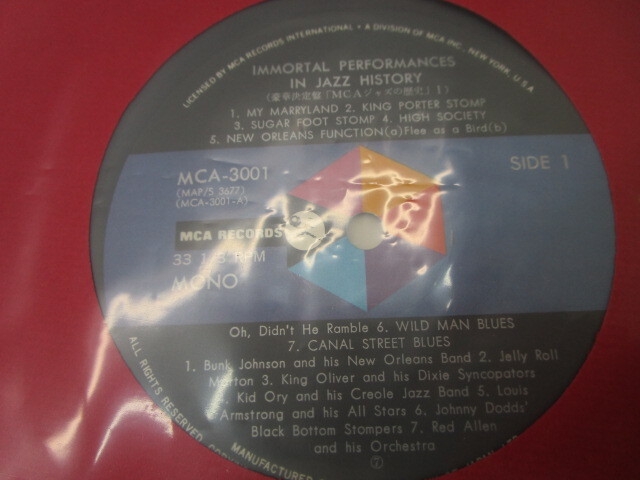 LICENSED BY MCA RECORDS INTERNATIONAL • A DIVISION OF MCA INC., NEW YORK, U.S.A
IMMORTAL PERFORMANCES
IN JAZZ HISTORY
(豪華決定盤「MCAジャズの歴史」1)
1. MY MARRYLAND 2. KING PORTER STOMP
3. SUGAR FOOT STOMP 4. HIGH SOCIETY
5. NEW ORLEANS FUNCTION(a)Flee as a Bird(b)
MCA-3001
SIDE 1
(MAP/S 3677)
(MCA-3001-A)
MCA RECORDS
33 1/3 RPM
MONO
Oh, Didn't He Ramble 6. WILD MAN BLUES
7. CANAL STREET BLUES
1. Bunk Johnson and his New Orleans Band 2. Jelly Roll
Morton 3. King Oliver and his Dixie Syncopators
Kid Ory and his Creole Jazz Band 5. Louis
Armstrong and his All Stars 6. Johnny Dodds'
Black Bottom Stompers 7. Red Allen
and his Orchestra
7
ALL RIGHTS RESERVED.
MANUFACTURED